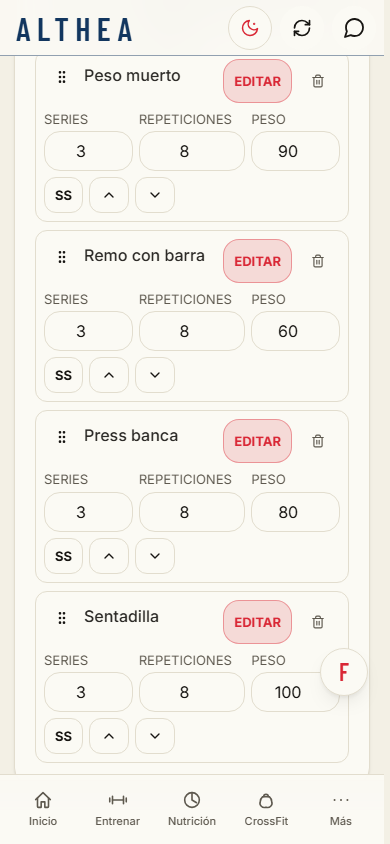 ALTHEA
Peso muerto EDITAR
SERIES REPETICIONES PESO
3 8 90
SS
Remo con barra EDITAR
SERIES REPETICIONES PESO
3 8 60
SS
Press banca EDITAR
SERIES REPETICIONES PESO
3 8 80
SS
Sentadilla EDITAR
SERIES REPETICIONES PESO
3 8 100
F
SS
Inicio Entrenar Nutrición CrossFit Más